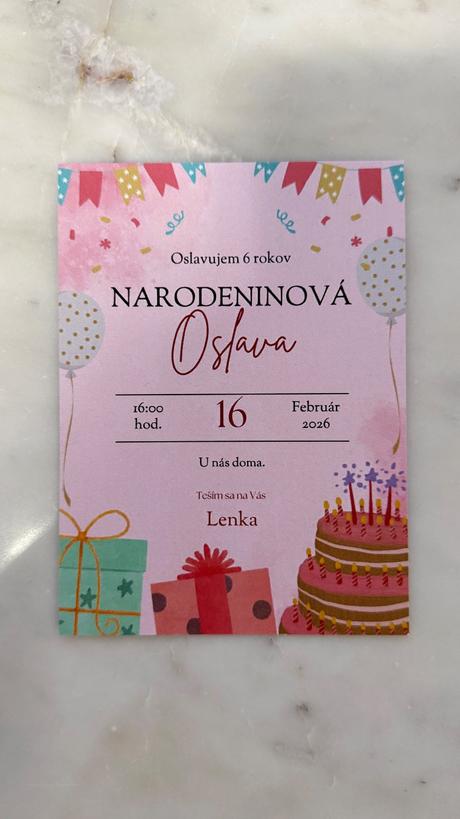 Oslavujem 6 rokov
NARODENINOVÁ
Oslava
16:00
hod.
16
Február
2026
U nás doma.
Teším sa na Vás
Lenka